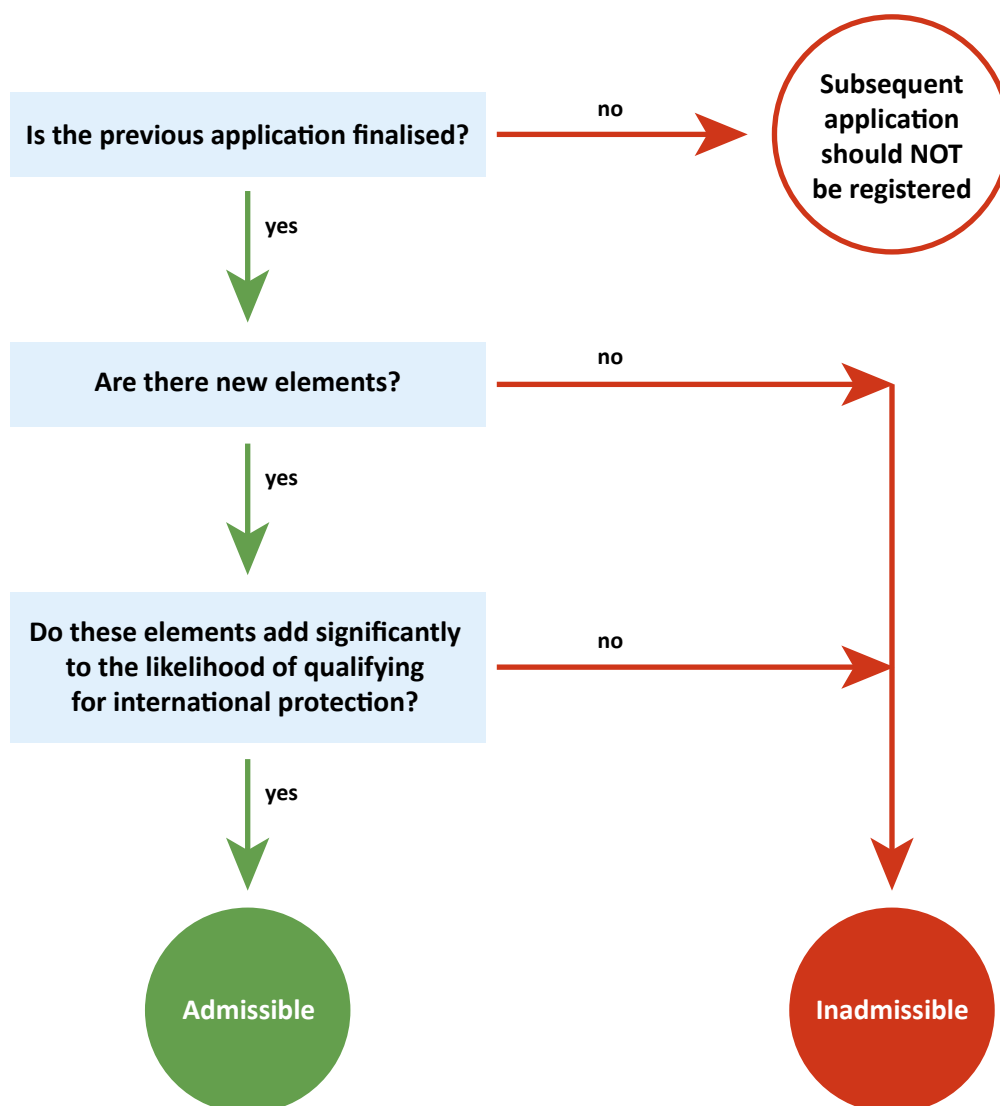 Is the previous application finalised?
no
Subsequent
application
should NOT
be registered
yes
Are there new elements?
no
yes
Do these elements add significantly
to the likelihood of qualifying
for international protection?
no
yes
Admissible
Inadmissible